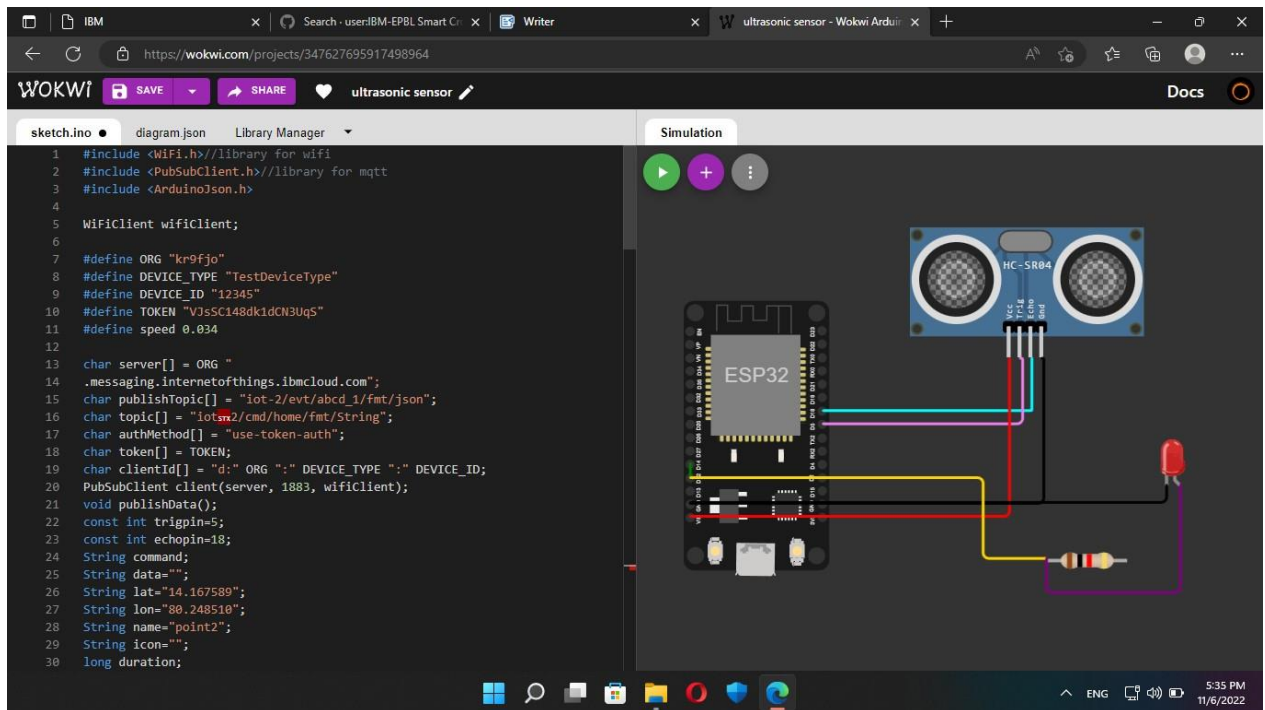 IBM
Search - user:IBM-EPBL Smart Cr
Writer
ultrasonic sensor - Wokwi Arduin
https://wokwi.com/projects/347627695917498964
WOKWI
SAVE
SHARE
ultrasonic sensor
Docs
sketch.ino ●
diagram.json
Library Manager
Simulation
1 #include <WiFi.h>//library for wifi
2 #include <PubSubClient.h>//library for mqtt
3 #include <ArduinoJson.h>
4
5 WiFiClient wifiClient;
6
7 #define ORG "kr9fjo"
8 #define DEVICE_TYPE "TestDeviceType"
9 #define DEVICE_ID "12345"
10 #define TOKEN "VJsSC148dk1dCN3UqS"
11 #define speed 0.034
12
13 char server[] = ORG "
14 .messaging.internetofthings.ibmcloud.com";
15 char publishTopic[] = "iot-2/evt/abcd_1/fmt/json";
16 char topic[] = "iotSTX2/cmd/home/fmt/String";
17 char authMethod[] = "use-token-auth";
18 char token[] = TOKEN;
19 char clientId[] = "d:" ORG ":" DEVICE_TYPE ":" DEVICE_ID;
20 PubSubClient client(server, 1883, wifiClient);
21 void publishData();
22 const int trigpin=5;
23 const int echopin=18;
24 String command;
25 String data="";
26 String lat="14.167589";
27 String lon="80.248510";
28 String name="point2";
29 String icon="";
30 long duration;
HC-SR04
Vcc
Trig
Echo
Gnd
ESP32
ENG
5:35 PM
11/6/2022